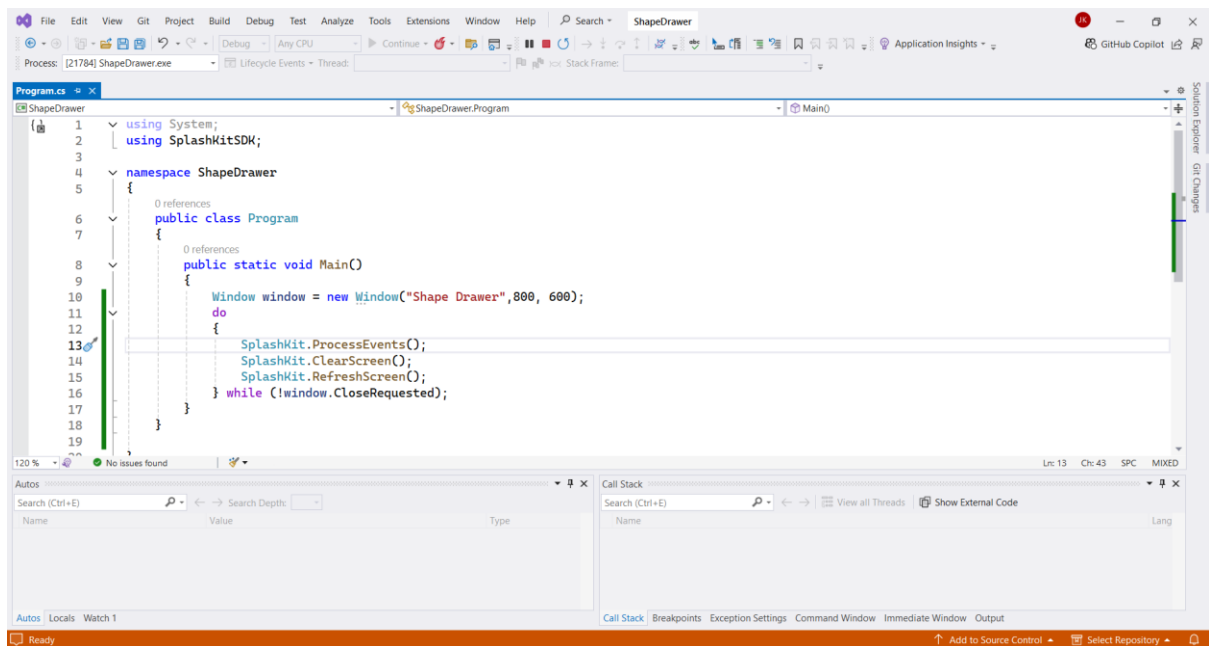 File Edit View Git Project Build Debug Test Analyze Tools Extensions Window Help Search ShapeDrawer JK
Debug Any CPU Continue Application Insights GitHub Copilot
Process: [21784] ShapeDrawer.exe Lifecycle Events Thread: Stack Frame:
Program.cs
ShapeDrawer ShapeDrawer.Program Main()
1 using System;
2 using SplashKitSDK;
3
4 namespace ShapeDrawer
5 {
0 references
6 public class Program
7 {
0 references
8 public static void Main()
9 {
10 Window window = new Window("Shape Drawer",800, 600);
11 do
12 {
13 SplashKit.ProcessEvents();
14 SplashKit.ClearScreen();
15 SplashKit.RefreshScreen();
16 } while (!window.CloseRequested);
17 }
18 }
19
20 }
120 % No issues found Ln: 13 Ch: 43 SPC MIXED
Autos
Search (Ctrl+E) Search Depth:
Name Value Type
Autos Locals Watch 1
Call Stack
Search (Ctrl+E) View all Threads Show External Code
Name Lang
Call Stack Breakpoints Exception Settings Command Window Immediate Window Output
Solution Explorer
Git Changes
Ready Add to Source Control Select Repository